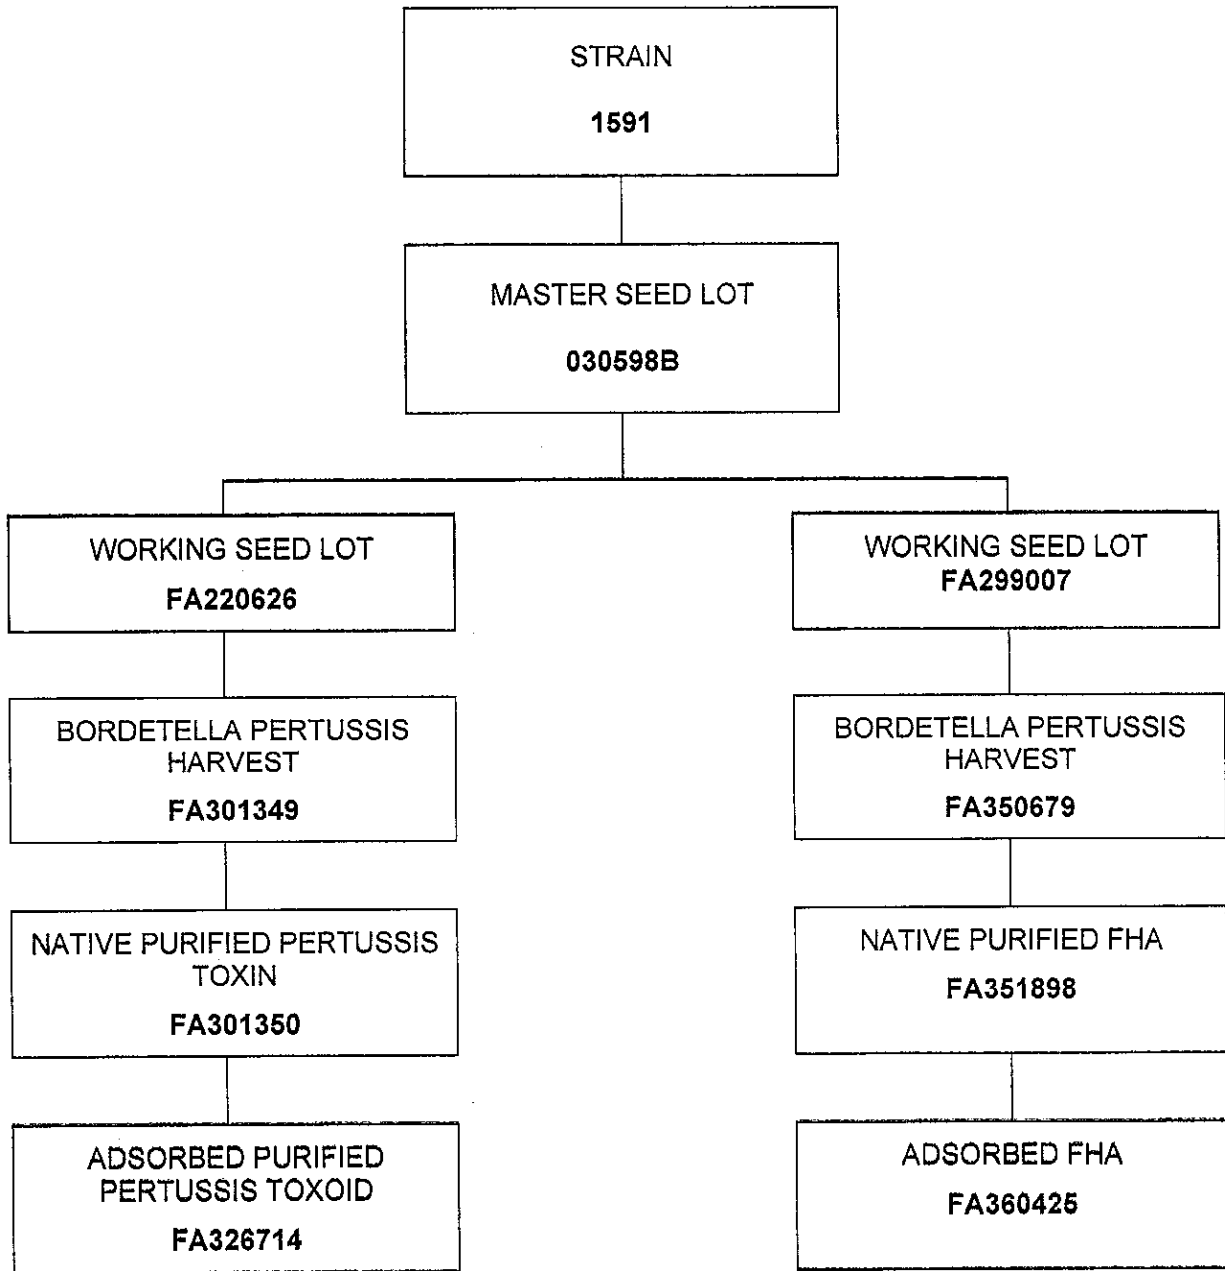 STRAIN
1591
MASTER SEED LOT
030598B
WORKING SEED LOT
FA220626
WORKING SEED LOT
FA299007
BORDETELLA PERTUSSIS
HARVEST
FA301349
BORDETELLA PERTUSSIS
HARVEST
FA350679
NATIVE PURIFIED PERTUSSIS
TOXIN
FA301350
NATIVE PURIFIED FHA
FA351898
ADSORBED PURIFIED
PERTUSSIS TOXOID
FA326714
ADSORBED FHA
FA360425